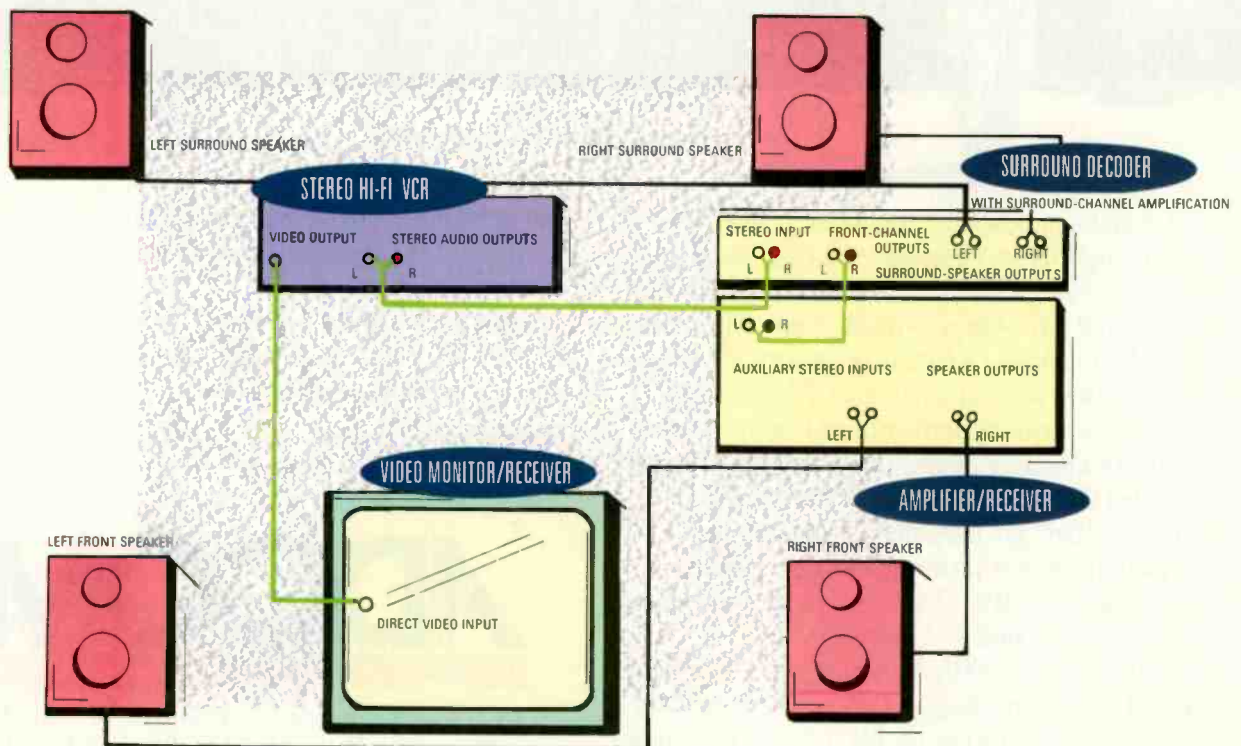 LEFT SURROUND SPEAKER
RIGHT SURROUND SPEAKER
SURROUND DECODER
WITH SURROUND-CHANNEL AMPLIFICATION
STEREO HI-FI VCR
VIDEO OUTPUT
STEREO AUDIO OUTPUTS
L R
STEREO INPUT
L R
FRONT-CHANNEL
OUTPUTS
L R
LEFT
RIGHT
SURROUND-SPEAKER OUTPUTS
L R
AUXILIARY STEREO INPUTS
SPEAKER OUTPUTS
LEFT
RIGHT
VIDEO MONITOR/RECEIVER
AMPLIFIER/RECEIVER
LEFT FRONT SPEAKER
RIGHT FRONT SPEAKER
DIRECT VIDEO INPUT